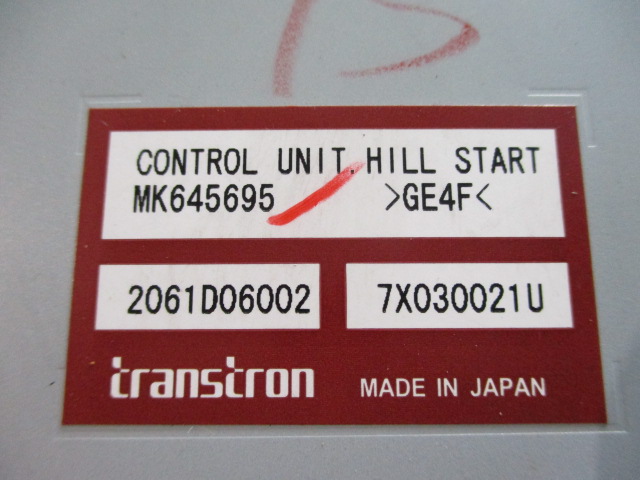 CONTROL UNIT,HILL START
MK645695 >GE4F<
2061D06002 7X030021U
transtron MADE IN JAPAN